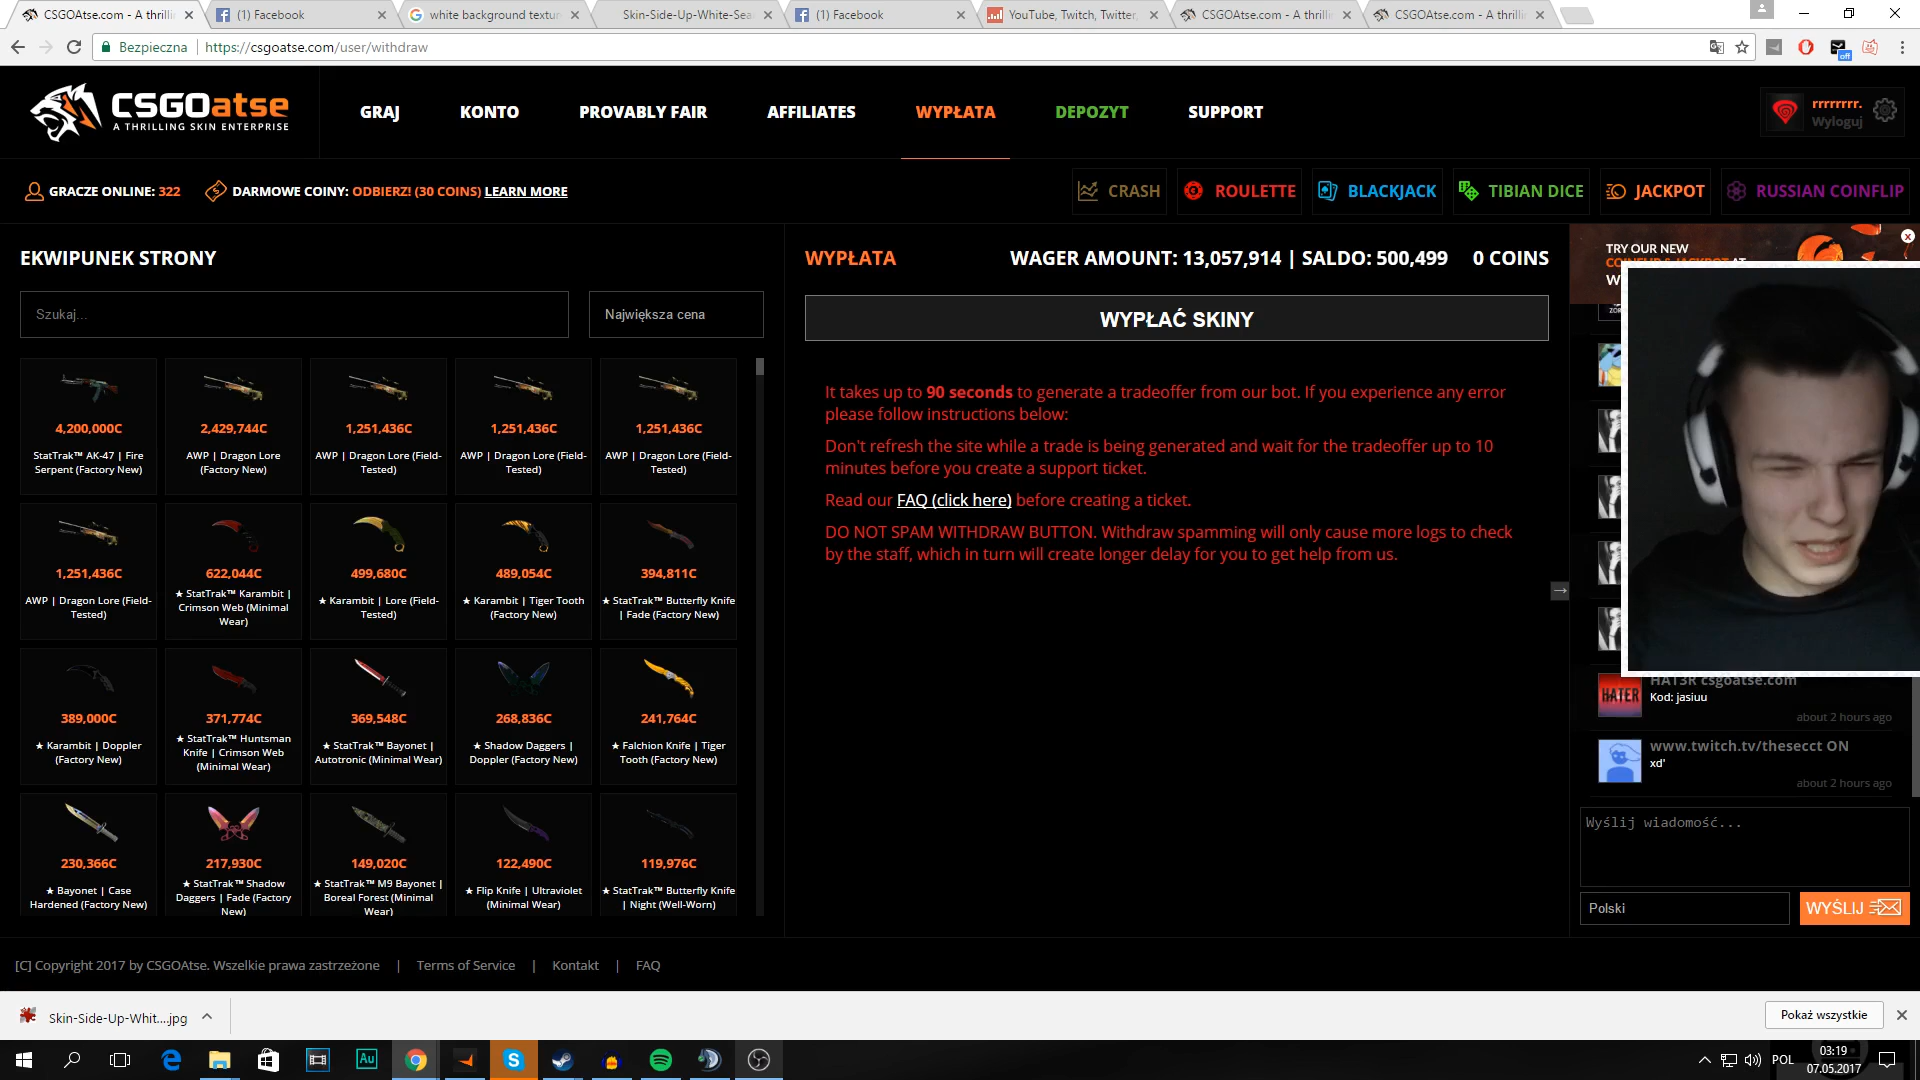 CSGOAtse.com - A thrilli
(1) Facebook
white background textur
Skin-Side-Up-White-Sea
(1) Facebook
YouTube, Twitch, Twitter,
CSGOAtse.com - A thrilli
CSGOAtse.com - A thrilli
Bezpieczna
https://csgoatse.com/user/withdraw
off
CSGOatse
A THRILLING SKIN ENTERPRISE
GRAJ
KONTO
PROVABLY FAIR
AFFILIATES
WYPŁATA
DEPOZYT
SUPPORT
rrrrrrrr.
Wyloguj
GRACZE ONLINE: 322
DARMOWE COINY: ODBIERZ! (30 COINS) LEARN MORE
CRASH
ROULETTE
BLACKJACK
TIBIAN DICE
JACKPOT
RUSSIAN COINFLIP
EKWIPUNEK STRONY
Szukaj...
Największa cena
4,200,000C
StatTrak™ AK-47 | Fire
Serpent (Factory New)
2,429,744C
AWP | Dragon Lore
(Factory New)
1,251,436C
AWP | Dragon Lore (Field-
Tested)
1,251,436C
AWP | Dragon Lore (Field-
Tested)
1,251,436C
AWP | Dragon Lore (Field-
Tested)
1,251,436C
AWP | Dragon Lore (Field-
Tested)
622,044C
★ StatTrak™ Karambit |
Crimson Web (Minimal
Wear)
499,680C
★ Karambit | Lore (Field-
Tested)
489,054C
★ Karambit | Tiger Tooth
(Factory New)
394,811C
★ StatTrak™ Butterfly Knife
| Fade (Factory New)
389,000C
★ Karambit | Doppler
(Factory New)
371,774C
★ StatTrak™ Huntsman
Knife | Crimson Web
(Minimal Wear)
369,548C
★ StatTrak™ Bayonet |
Autotronic (Minimal Wear)
268,836C
★ Shadow Daggers |
Doppler (Factory New)
241,764C
★ Falchion Knife | Tiger
Tooth (Factory New)
230,366C
★ Bayonet | Case
Hardened (Factory New)
217,930C
★ StatTrak™ Shadow
Daggers | Fade (Factory
New)
149,020C
★ StatTrak™ M9 Bayonet |
Boreal Forest (Minimal
Wear)
122,490C
★ Flip Knife | Ultraviolet
(Minimal Wear)
119,976C
★ StatTrak™ Butterfly Knife
| Night (Well-Worn)
WYPŁATA
WAGER AMOUNT: 13,057,914 | SALDO: 500,499
0 COINS
WYPŁAĆ SKINY
It takes up to 90 seconds to generate a tradeoffer from our bot. If you experience any error
please follow instructions below:
Don't refresh the site while a trade is being generated and wait for the tradeoffer up to 10
minutes before you create a support ticket.
Read our FAQ (click here) before creating a ticket.
DO NOT SPAM WITHDRAW BUTTON. Withdraw spamming will only cause more logs to check
by the staff, which in turn will create longer delay for you to get help from us.
TRY OUR NEW
HATER
HAT3R csgoatse.com
Kod: jasiuu
about 2 hours ago
www.twitch.tv/thesecct ON
xd'
about 2 hours ago
Wyślij wiadomość...
Polski
WYŚLIJ
[C] Copyright 2017 by CSGOAtse. Wszelkie prawa zastrzeżone | Terms of Service | Kontakt | FAQ
Skin-Side-Up-Whit....jpg
Pokaż wszystkie
Au
POL
03:19
07.05.2017